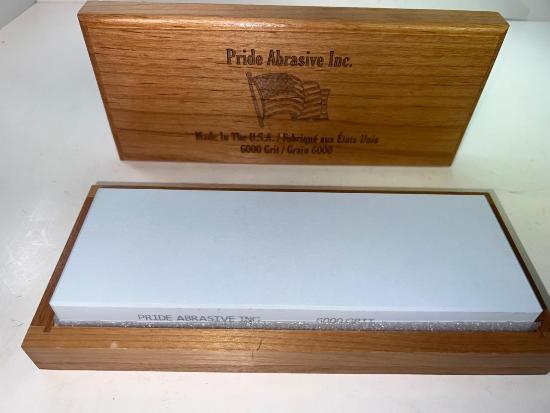 Pride Abrasive Inc.
Made In The U.S.A. / Fabriqué aux États-Unis
6000 Grit / Grain 6000
PRIDE ABRASIVE INC. 6000 GRIT